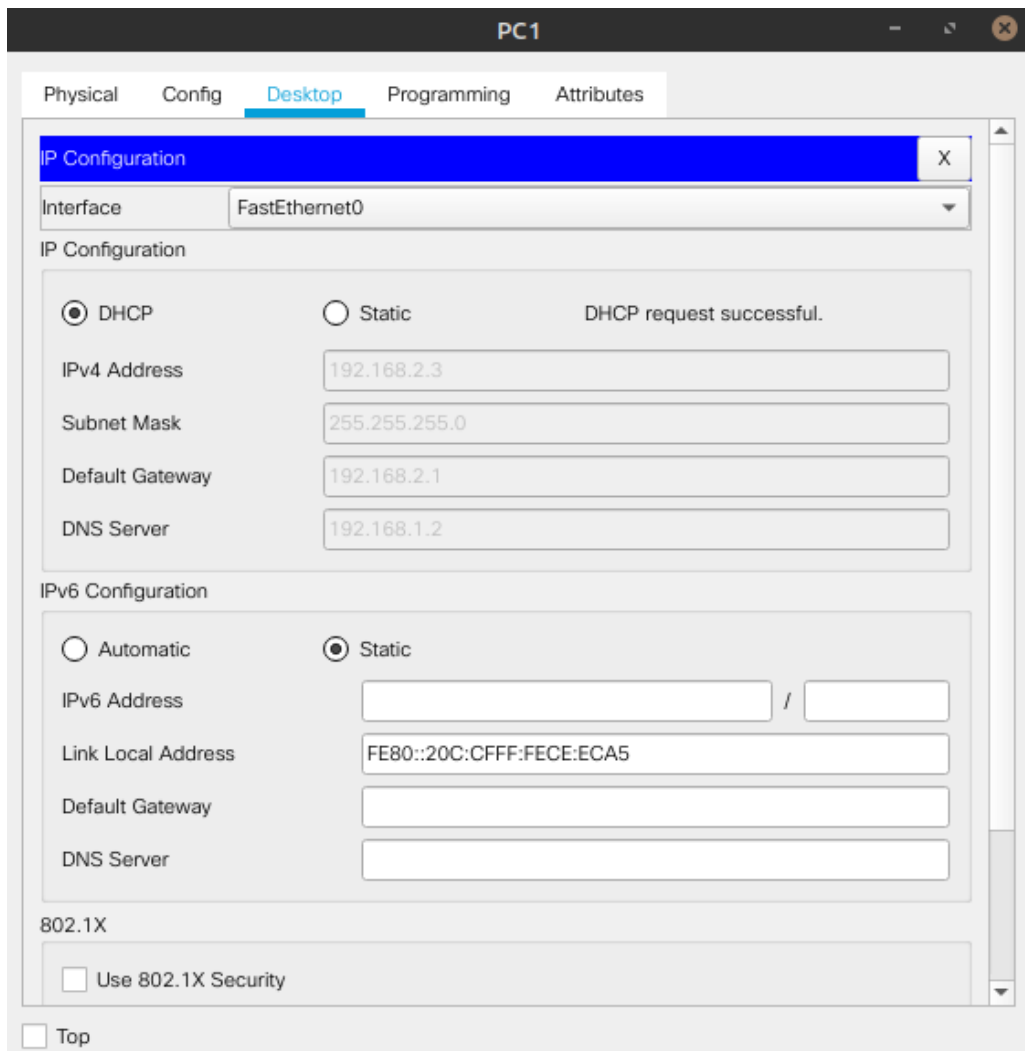 PC1
Physical Config Desktop Programming Attributes
IP Configuration X
Interface FastEthernet0
IP Configuration
DHCP Static DHCP request successful.
IPv4 Address 192.168.2.3
Subnet Mask 255.255.255.0
Default Gateway 192.168.2.1
DNS Server 192.168.1.2
IPv6 Configuration
Automatic Static
IPv6 Address /
Link Local Address FE80::20C:CFFF:FECE:ECA5
Default Gateway
DNS Server
802.1X
Use 802.1X Security
Top